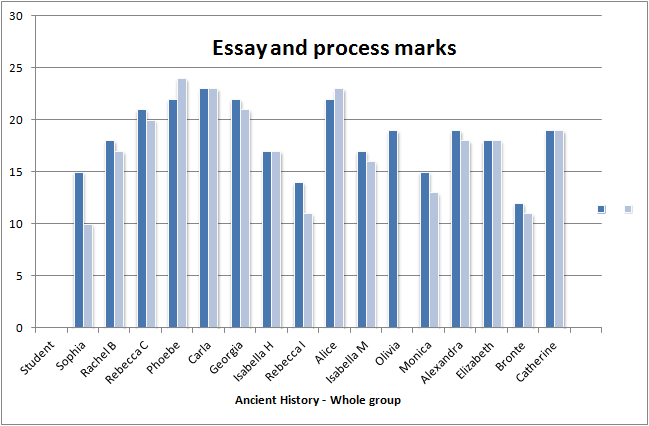 Essay and process marks
30
25
20
15
10
5
0
Student
Sophia
Rachel B
Rebecca C
Phoebe
Carla
Georgia
Isabella H
Rebecca I
Alice
Isabella M
Olivia
Monica
Alexandra
Elizabeth
Bronte
Catherine
Ancient History - Whole group